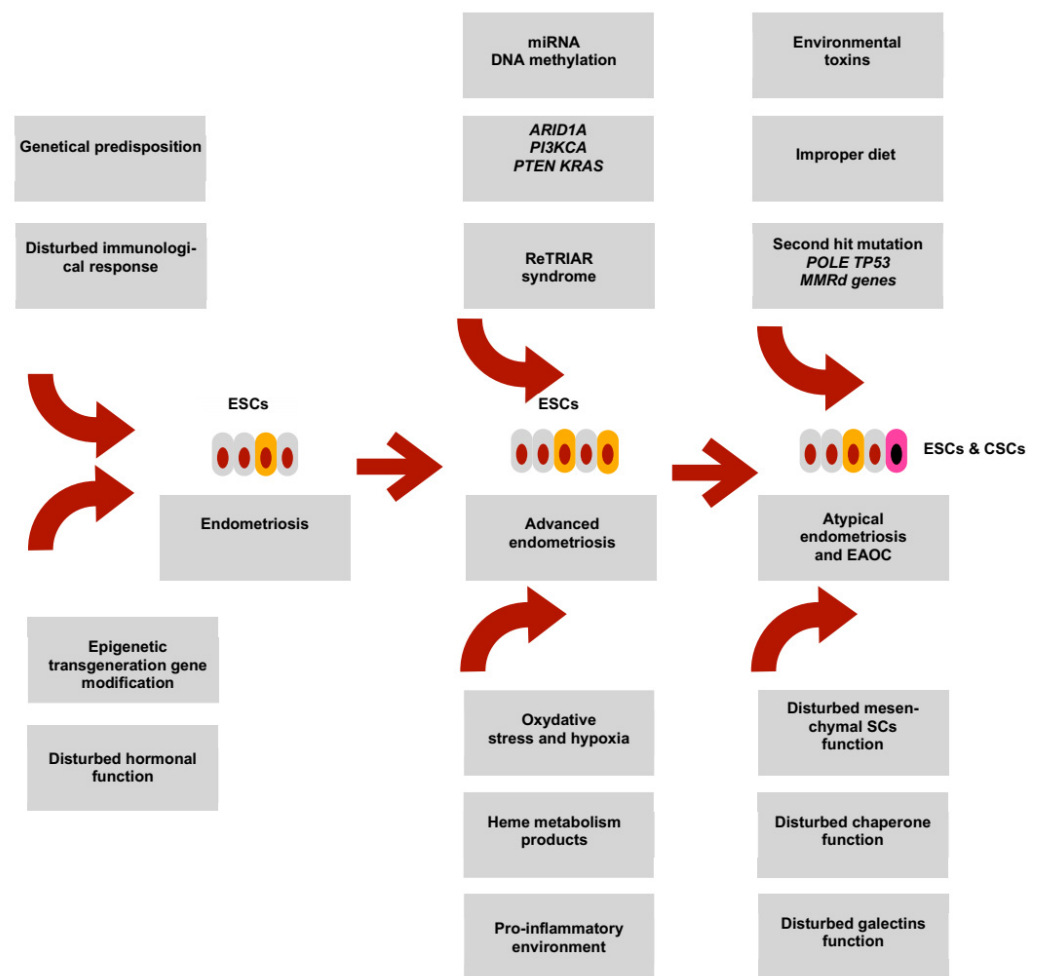 miRNA
DNA methylation
Environmental
toxins
Genetical predisposition
ARID1A
PI3KCA
PTEN KRAS
Improper diet
Disturbed immunologi-
cal response
ReTRIAR
syndrome
Second hit mutation
POLE TP53
MMRd genes
ESCs
ESCs
ESCs & CSCs
Endometriosis
Advanced
endometriosis
Atypical
endometriosis
and EAOC
Epigenetic
transgeneration gene
modification
Disturbed hormonal
function
Oxydative
stress and hypoxia
Disturbed mesen-
chymal SCs
function
Heme metabolism
products
Disturbed chaperone
function
Pro-inflammatory
environment
Disturbed galectins
function